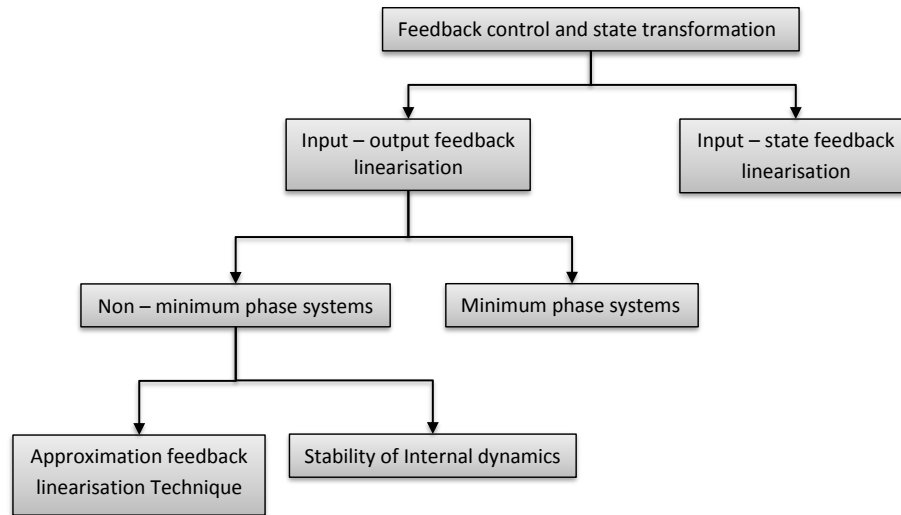 Feedback control and state transformation
Input – output feedback
linearisation
Input – state feedback
linearisation
Non – minimum phase systems
Minimum phase systems
Approximation feedback
linearisation Technique
Stability of Internal dynamics